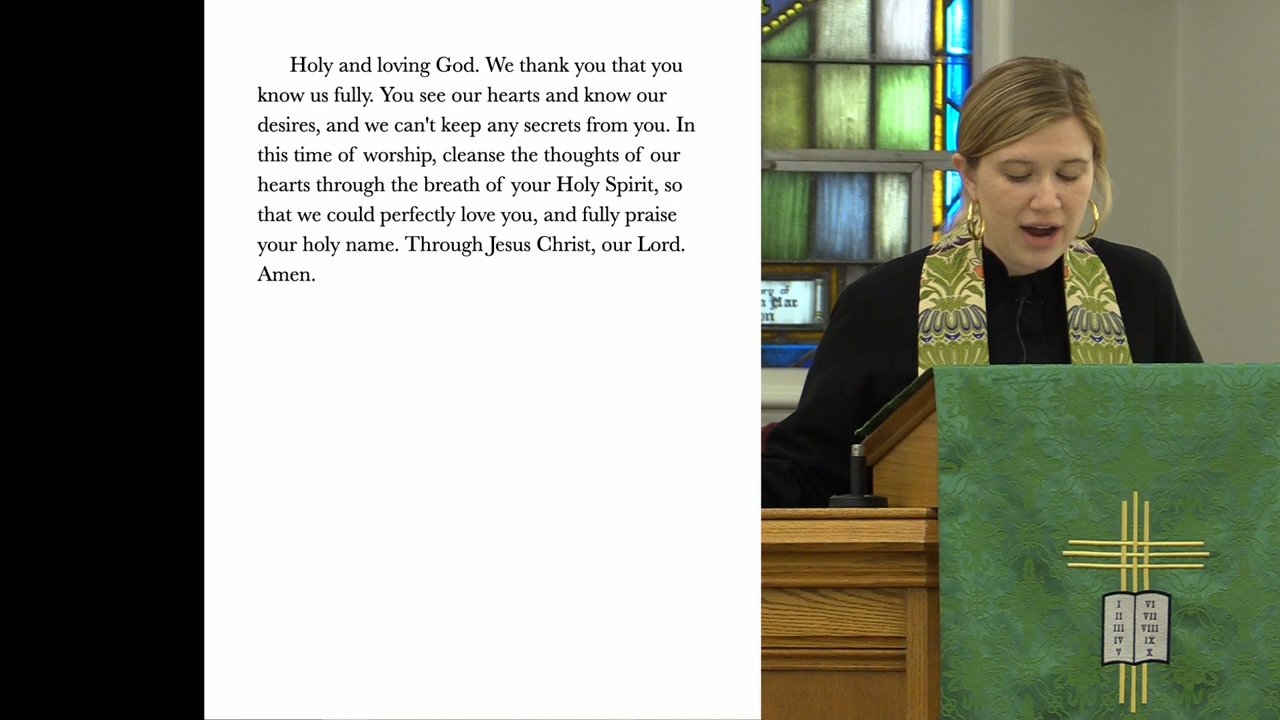 Holy and loving God. We thank you that you
know us fully. You see our hearts and know our
desires, and we can't keep any secrets from you. In
this time of worship, cleanse the thoughts of our
hearts through the breath of your Holy Spirit, so
that we could perfectly love you, and fully praise
your holy name. Through Jesus Christ, our Lord.
Amen.
of
I VI
II VII
III VIII
IV IX
V X